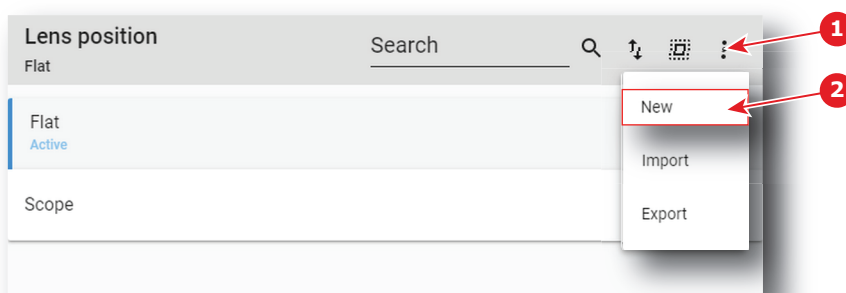 Lens position
Flat
Search
1
2
New
Flat
Active
Import
Scope
Export